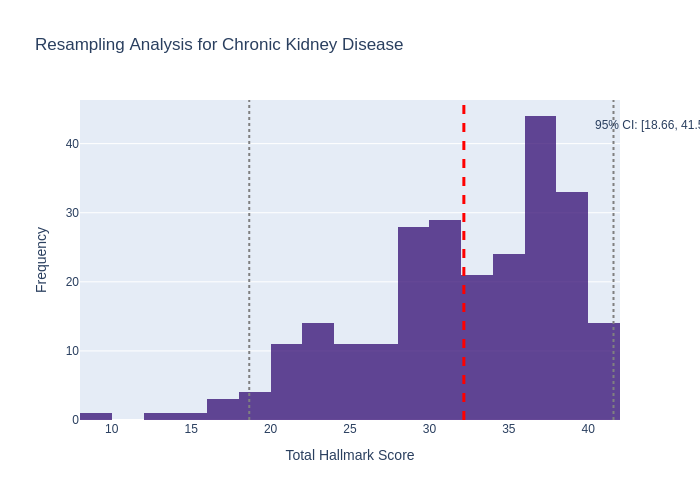 Resampling Analysis for Chronic Kidney Disease
95% CI: [18.66, 41.5
40
30
20
10
0
Frequency
10 15 20 25 30 35 40
Total Hallmark Score